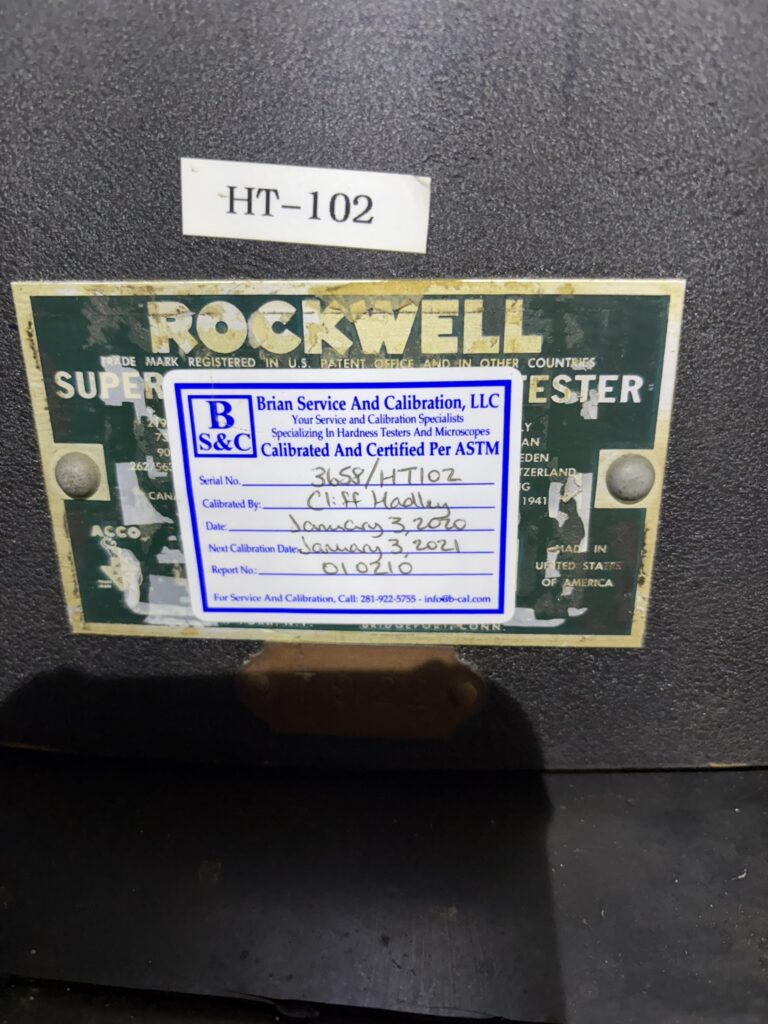 HT-102
ROCKWELL
TRADE MARK REGISTERED IN U.S. PATENT OFFICE AND IN OTHER COUNTRIES
SUPER TESTER
B
S&C
Brian Service And Calibration, LLC
Your Service and Calibration Specialists
Specializing in Hardness Testers And Microscopes
Calibrated And Certified Per ASTM
Serial No. 3658/HT102
Calibrated By: Cliff Hadley
Date: January 3, 2020
Next Calibration Date: January 3, 2021
Report No.: 010210
For Service And Calibration, Call: 281-922-5755 - info@b-cal.com
1941
ACCO
MADE IN
UNITED STATES
OF AMERICA
BRIDGEPORT, CONN.